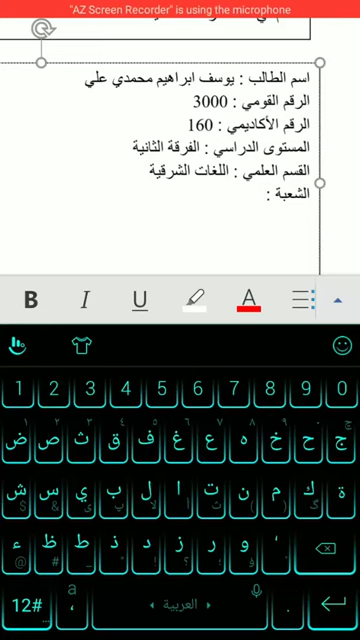 "AZ Screen Recorder" is using the microphone
اسم الطالب : يوسف ابراهيم محمدي علي
الرقم القومي : 3000
الرقم الأكاديمي : 160
المستوى الدراسي : الفرقة الثانية
القسم العلمي : اللغات الشرقية
الشعبة :
B I U A
1 2 3 4 5 6 7 8 9 0
ض ص ث ق ف غ ع ه خ ح ج
ش س ي ب ل ا ت ن م ك ة
ء ظ ط ذ د ز ر و
12# العربية .